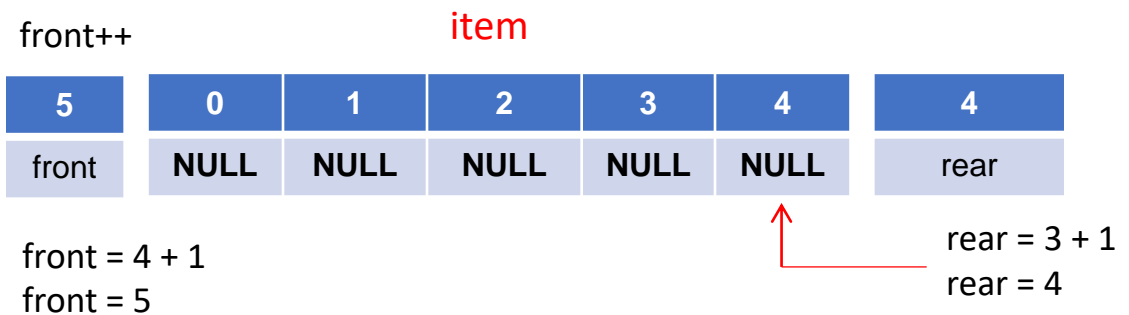 front++
item
5 0 1 2 3 4 4
front NULL NULL NULL NULL NULL rear
front = 4 + 1
front = 5
rear = 3 + 1
rear = 4